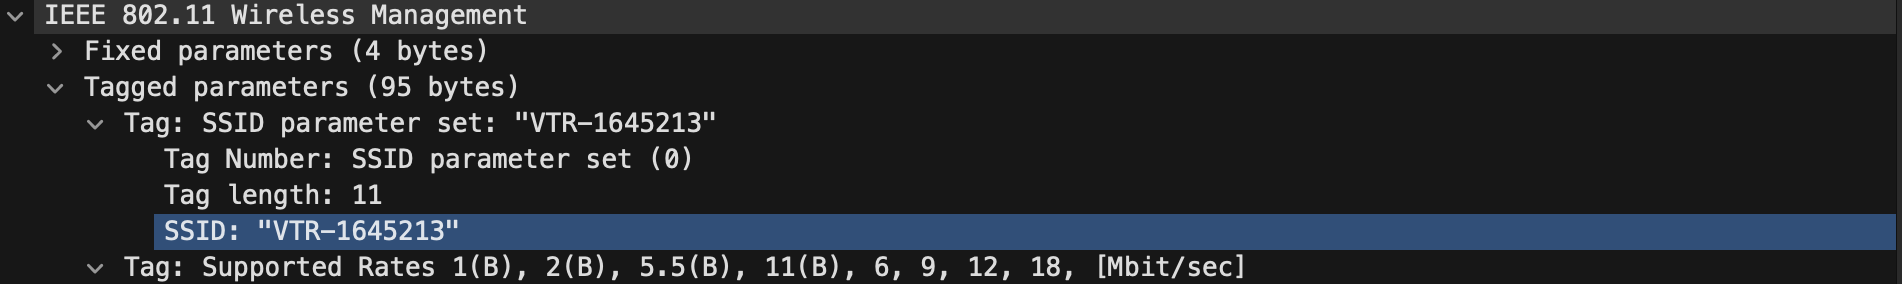 IEEE 802.11 Wireless Management
Fixed parameters (4 bytes)
Tagged parameters (95 bytes)
Tag: SSID parameter set: "VTR-1645213"
Tag Number: SSID parameter set (0)
Tag length: 11
SSID: "VTR-1645213"
Tag: Supported Rates 1(B), 2(B), 5.5(B), 11(B), 6, 9, 12, 18, [Mbit/sec]